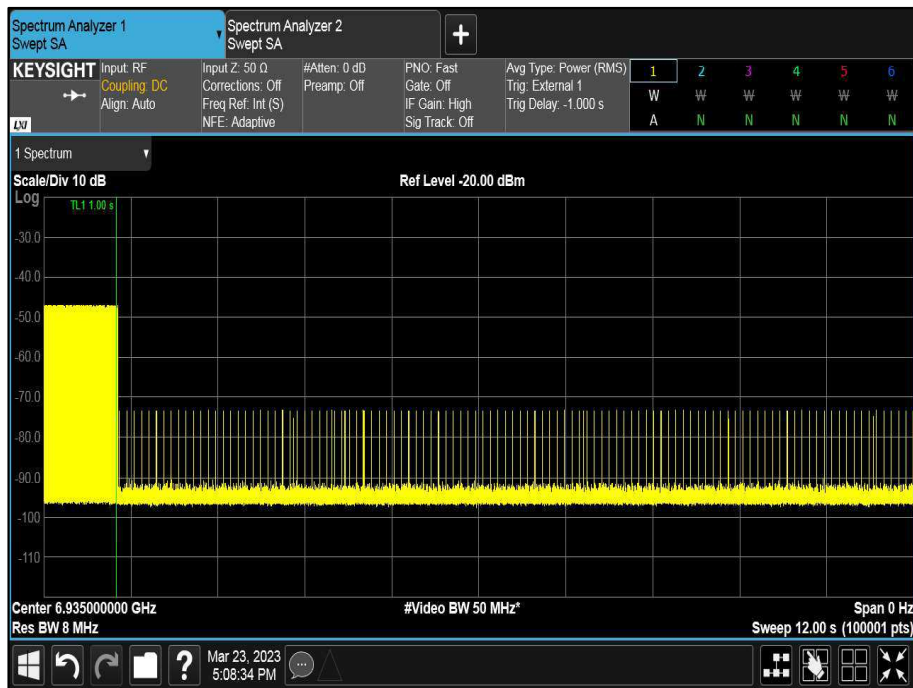 Spectrum Analyzer 1
Swept SA
Spectrum Analyzer 2
Swept SA
+
KEYSIGHT
LXI
Input: RF
Coupling: DC
Align: Auto
Input Z: 50 Ω
Corrections: Off
Freq Ref: Int (S)
NFE: Adaptive
#Atten: 0 dB
Preamp: Off
PNO: Fast
Gate: Off
IF Gain: High
Sig Track: Off
Avg Type: Power (RMS)
Trig: External 1
Trig Delay: -1.000 s
1 2 3 4 5 6
W W W W W W
A N N N N N
1 Spectrum
Scale/Div 10 dB
Ref Level -20.00 dBm
Log
TL1 1.00 s
-30.0
-40.0
-50.0
-60.0
-70.0
-80.0
-90.0
-100
-110
Center 6.935000000 GHz
#Video BW 50 MHz*
Span 0 Hz
Res BW 8 MHz
Sweep 12.00 s (100001 pts)
?
Mar 23, 2023
5:08:34 PM